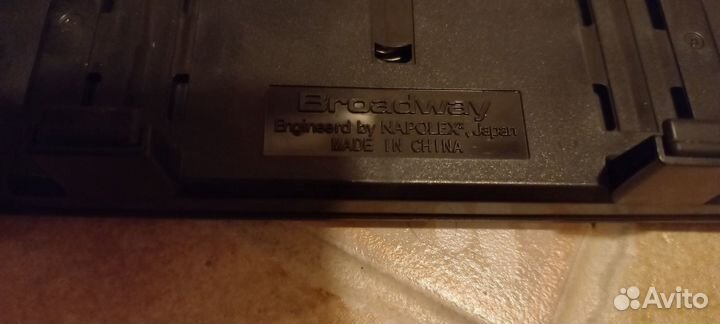 Broadway
Engineerd by NAPOLEX®, Japan
MADE IN CHINA
Avito